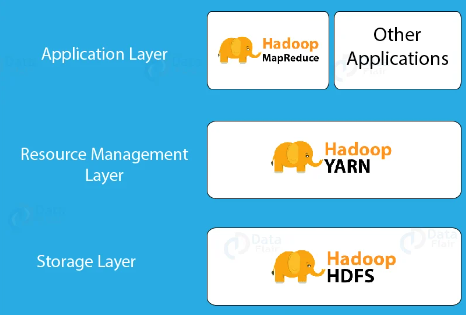 Application Layer
Hadoop
MapReduce
Other
Applications
Resource Management
Layer
Hadoop
YARN
Storage Layer
Hadoop
HDFS